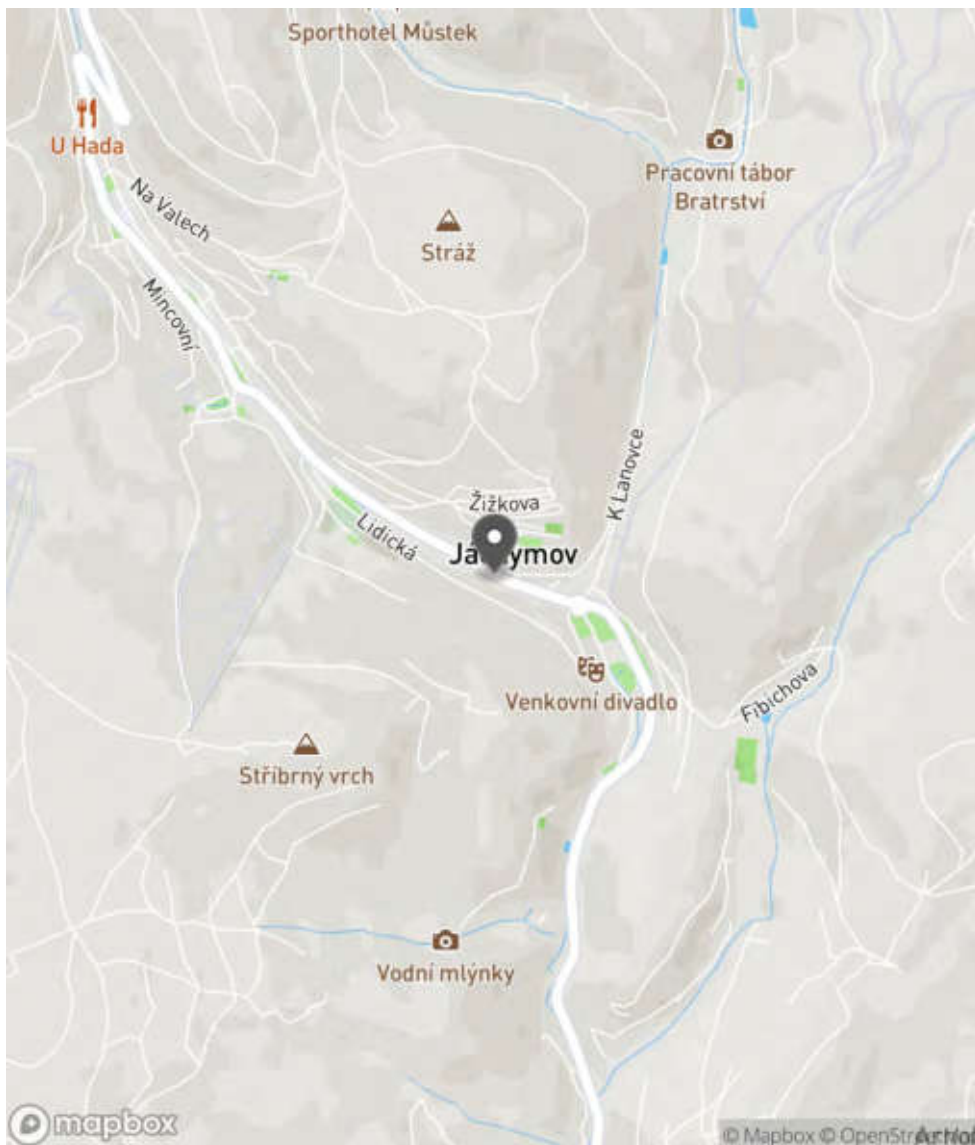 Sporthotel Můstek
U Hada
Pracovní tábor
Bratrství
Na Valech
Stráž
Mincovní
K Lanovce
Žižkova
Lidická
Venkovní divadlo
Fibichova
Stříbrný vrch
Vodní mlýnky
mapbox
© Mapbox © OpenStreetMap